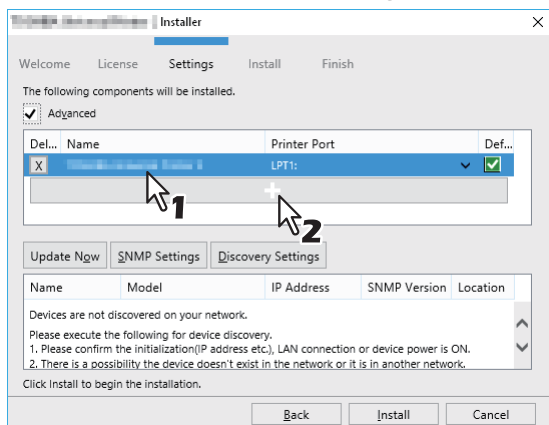 Installer
Welcome License Settings Install Finish
The following components will be installed.
Advanced
Del... Name Printer Port Def...
X LPT1:
1
2
Update Now SNMP Settings Discovery Settings
Name Model IP Address SNMP Version Location
Devices are not discovered on your network.
Please execute the following for device discovery.
1. Please confirm the initialization(IP address etc.), LAN connection or device power is ON.
2. There is a possibility the device doesn't exist in the network or it is in another network.
Click Install to begin the installation.
Back Install Cancel